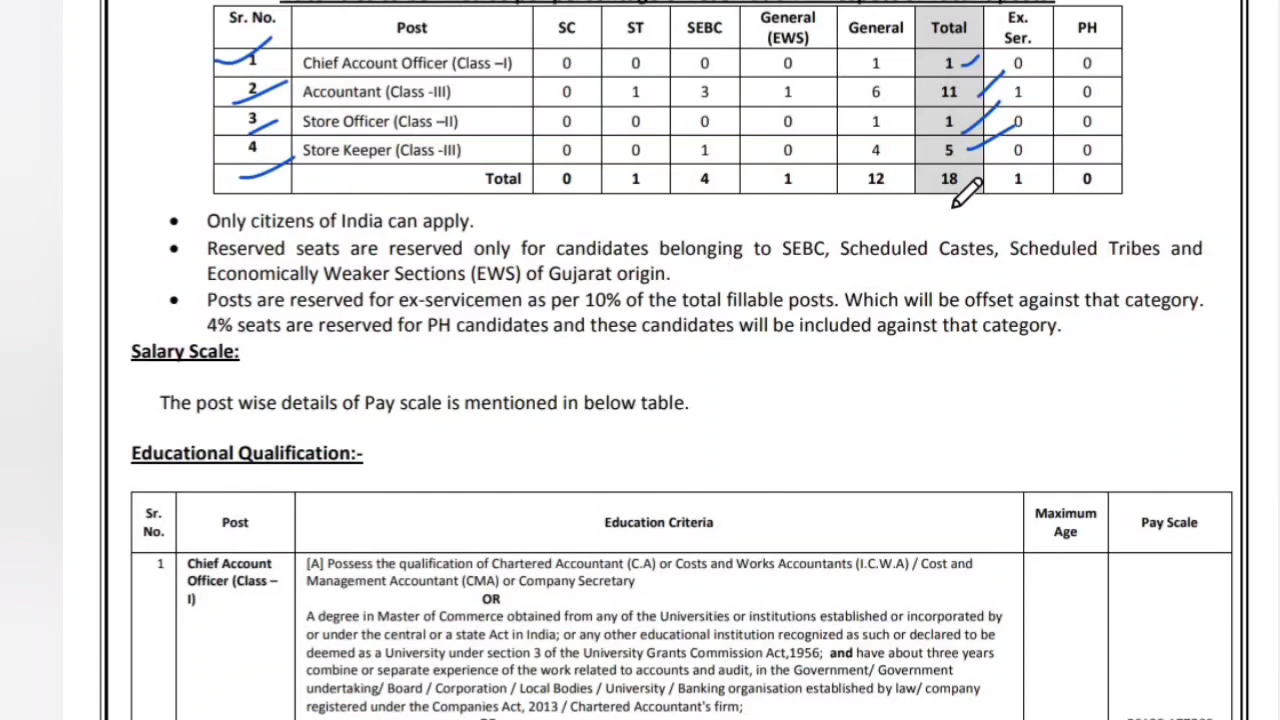 Sr. No. Post SC ST SEBC General (EWS) General Total Ex. Ser. PH
1 Chief Account Officer (Class –I) 0 0 0 0 1 1 0 0
2 Accountant (Class -III) 0 1 3 1 6 11 1 0
3 Store Officer (Class –II) 0 0 0 0 1 1 0 0
4 Store Keeper (Class -III) 0 0 1 0 4 5 0 0
Total 0 1 4 1 12 18 1 0
• Only citizens of India can apply.
• Reserved seats are reserved only for candidates belonging to SEBC, Scheduled Castes, Scheduled Tribes and
Economically Weaker Sections (EWS) of Gujarat origin.
• Posts are reserved for ex-servicemen as per 10% of the total fillable posts. Which will be offset against that category.
4% seats are reserved for PH candidates and these candidates will be included against that category.
Salary Scale:
The post wise details of Pay scale is mentioned in below table.
Educational Qualification:-
Sr. No. Post Education Criteria Maximum Age Pay Scale
1 Chief Account Officer (Class – I)
[A] Possess the qualification of Chartered Accountant (C.A) or Costs and Works Accountants (I.C.W.A) / Cost and
Management Accountant (CMA) or Company Secretary
OR
A degree in Master of Commerce obtained from any of the Universities or institutions established or incorporated by
or under the central or a state Act in India; or any other educational institution recognized as such or declared to be
deemed as a University under section 3 of the University Grants Commission Act,1956; and have about three years
combine or separate experience of the work related to accounts and audit, in the Government/ Government
undertaking/ Board / Corporation / Local Bodies / University / Banking organisation established by law/ company
registered under the Companies Act, 2013 / Chartered Accountant's firm;